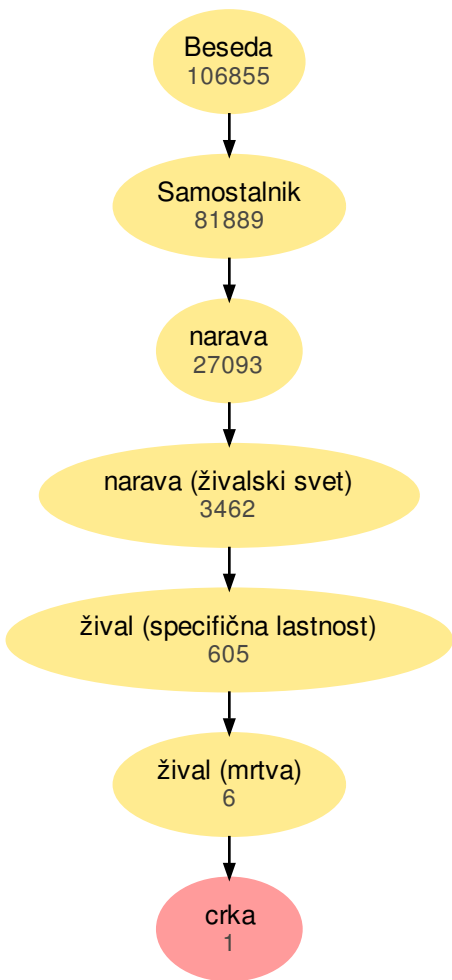 Beseda
106855
Samostalnik
81889
narava
27093
narava (živalski svet)
3462
žival (specifična lastnost)
605
žival (mrtva)
6
crka
1